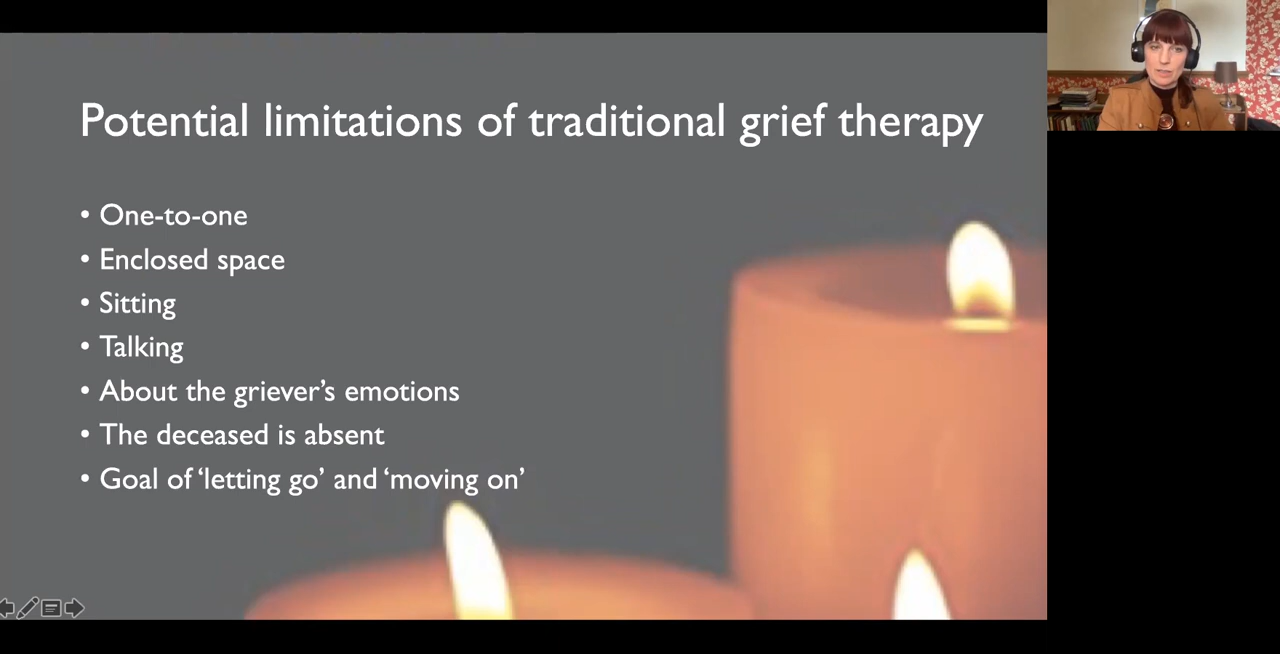 Potential limitations of traditional grief therapy
• One-to-one
• Enclosed space
• Sitting
• Talking
• About the griever’s emotions
• The deceased is absent
• Goal of ‘letting go’ and ‘moving on’